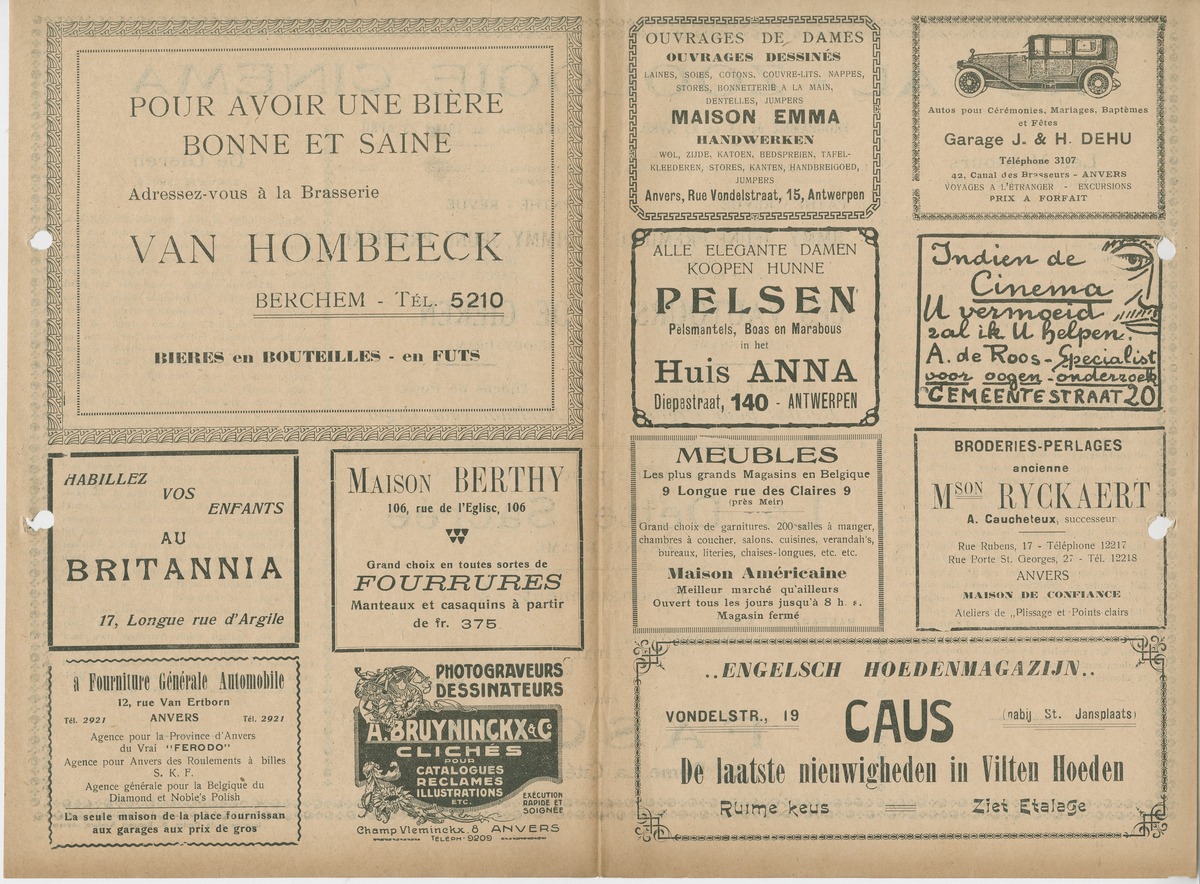 POUR AVOIR UNE BIÈRE
BONNE ET SAINE
Adressez-vous à la Brasserie
VAN HOMBEECK
BERCHEM - TÉL. 5210
BIERES en BOUTEILLES - en FUTS
HABILLEZ
VOS
ENFANTS
AU
BRITANNIA
17, Longue rue d'Argile
MAISON BERTHY
106, rue de l'Eglise, 106
Grand choix en toutes sortes de
FOURRURES
Manteaux et casaquins à partir
de fr. 375
a Fourniture Générale Automobile
12, rue Van Ertborn
Tél. 2921 ANVERS Tél. 2921
Agence pour la Province d'Anvers
du Vrai "FERODO"
Agence pour Anvers des Roulements à billes
S. K. F.
Agence générale pour la Belgique du
Diamond et Noble's Polish
La seule maison de la place fournissan
aux garages aux prix de gros
PHOTOGRAVEURS
DESSINATEURS
A. BRUYNINCKX & Co
CLICHÉS
POUR
CATALOGUES
RECLAMES
ILLUSTRATIONS
ETC.
EXÉCUTION
RAPIDE ET
SOIGNÉE
Champ Vleminckx. 8 ANVERS
TÉLÉPH· 9209
OUVRAGES DE DAMES
OUVRAGES DESSINÉS
LAINES, SOIES, COTONS, COUVRE-LITS, NAPPES,
STORES, BONNETTERIE A LA MAIN,
DENTELLES, JUMPERS
MAISON EMMA
HANDWERKEN
WOL, ZIJDE, KATOEN, BEDSPREIEN, TAFEL-
KLEEDEREN, STORES, KANTEN, HANDBREIGOED,
JUMPERS
Anvers, Rue Vondelstraat, 15, Antwerpen
Autos pour Cérémonies, Mariages, Baptêmes
et Fêtes
Garage J. & H. DEHU
Téléphone 3107
42, Canal des Brasseurs - ANVERS
VOYAGES A L'ÉTRANGER - EXCURSIONS
PRIX A FORFAIT
ALLE ELEGANTE DAMEN
KOOPEN HUNNE
PELSEN
Pelsmantels, Boas en Marabous
in het
Huis ANNA
Diepestraat, 140 - ANTWERPEN
Indien de
Cinema
U vermoeid
zal ik U helpen.
A. de Roos - Specialist
voor oogen-onderzoek
GEMEENTESTRAAT 20
MEUBLES
Les plus grands Magasins en Belgique
9 Longue rue des Claires 9
(près Meir)
Grand choix de garnitures. 200 salles à manger,
chambres à coucher, salons, cuisines, verandah's,
bureaux, literies, chaises-longues, etc. etc.
Maison Américaine
Meilleur marché qu'ailleurs
Ouvert tous les jours jusqu'à 8 h. s.
Magasin fermé
BRODERIES-PERLAGES
ancienne
MSON RYCKAERT
A. Caucheteux, successeur
Rue Rubens, 17 - Téléphone 12217
Rue Porte St. Georges, 27 - Tél. 12218
ANVERS
MAISON DE CONFIANCE
Ateliers de „Plissage et Points clairs
..ENGELSCH HOEDENMAGAZIJN..
VONDELSTR., 19 CAUS (nabij St. Jansplaats)
De laatste nieuwigheden in Vilten Hoeden
Ruime keus Ziet Etalage